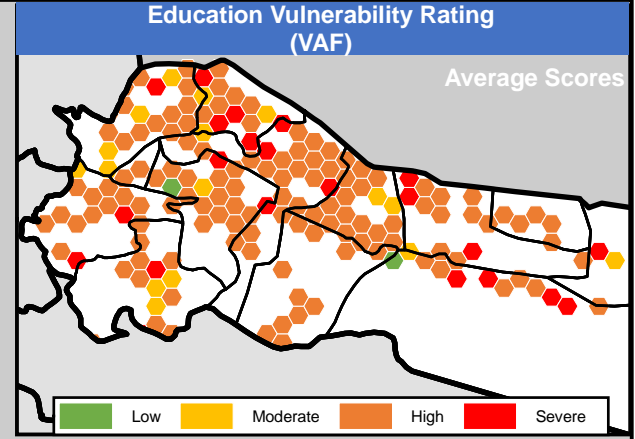 Education Vulnerability Rating
(VAF)
Average Scores
Low Moderate High Severe